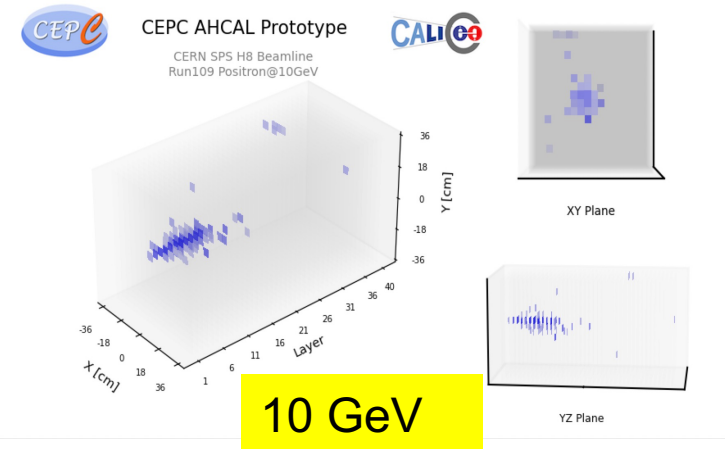 CEPC
CEPC AHCAL Prototype
CALICO
CERN SPS H8 Beamline
Run109 Positron@10GeV
36
18
0
-18
-36
Y [cm]
-36
-18
0
18
36
X [cm]
1
6
11
16
21
26
31
36
40
Layer
XY Plane
YZ Plane
10 GeV